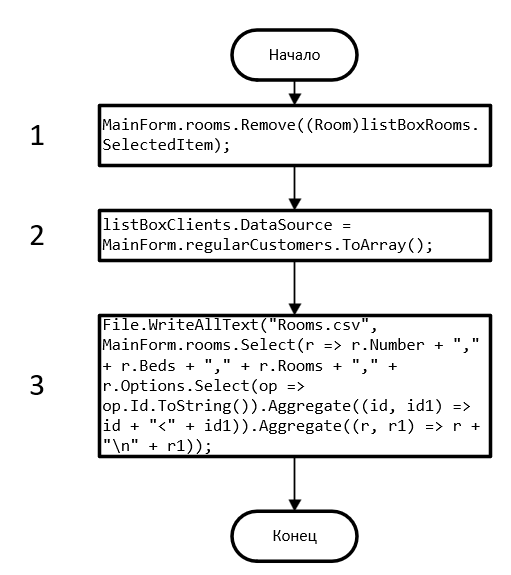 Начало
1
MainForm.rooms.Remove((Room)listBoxRooms.
SelectedItem);
2
listBoxClients.DataSource =
MainForm.regularCustomers.ToArray();
3
File.WriteAllText("Rooms.csv",
MainForm.rooms.Select(r => r.Number + ","
+ r.Beds + "," + r.Rooms + "," +
r.Options.Select(op =>
op.Id.ToString()).Aggregate((id, id1) =>
id + "<" + id1)).Aggregate((r, r1) => r +
"\n" + r1));
Конец